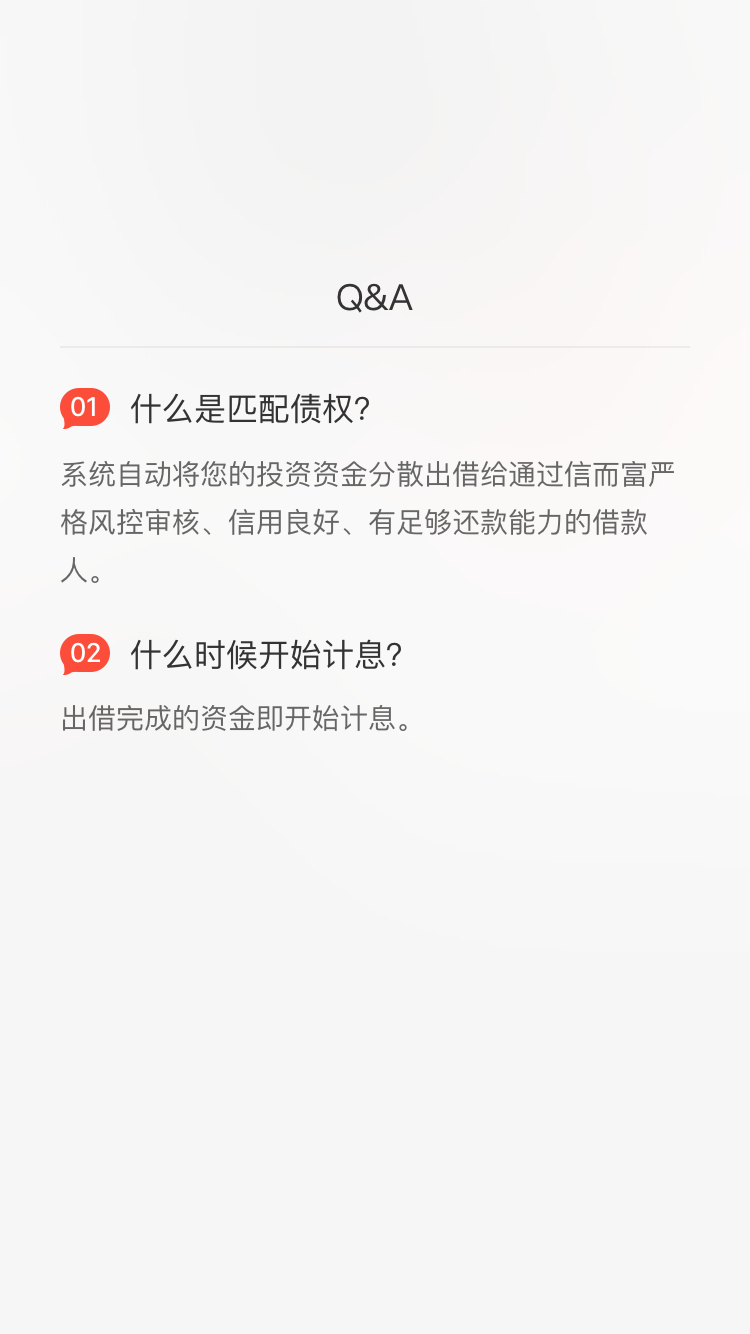 Q&A
01 什么是匹配债权?
系统自动将您的投资资金分散出借给通过信而富严
格风控审核、信用良好、有足够还款能力的借款
人。
02 什么时候开始计息?
出借完成的资金即开始计息。